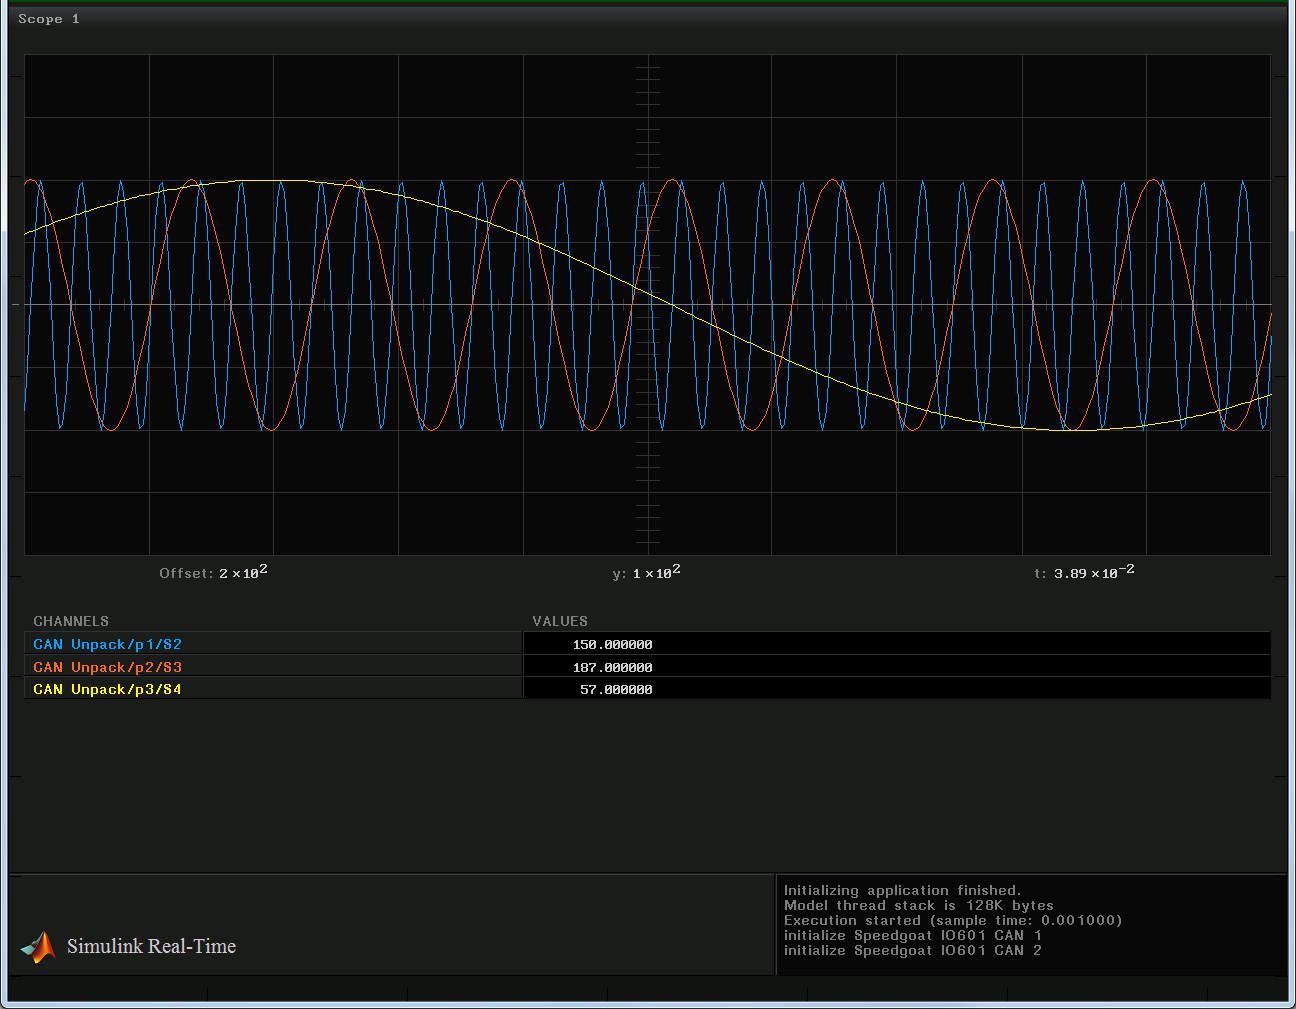 Scope 1
Offset: 2×10² y: 1×10² t: 3.89×10⁻²
CHANNELS VALUES
CAN Unpack/p1/S2 150.000000
CAN Unpack/p2/S3 187.000000
CAN Unpack/p3/S4 57.000000
Initializing application finished.
Model thread stack is 128K bytes
Execution started (sample time: 0.001000)
initialize Speedgoat IO601 CAN 1
initialize Speedgoat IO601 CAN 2
Simulink Real-Time